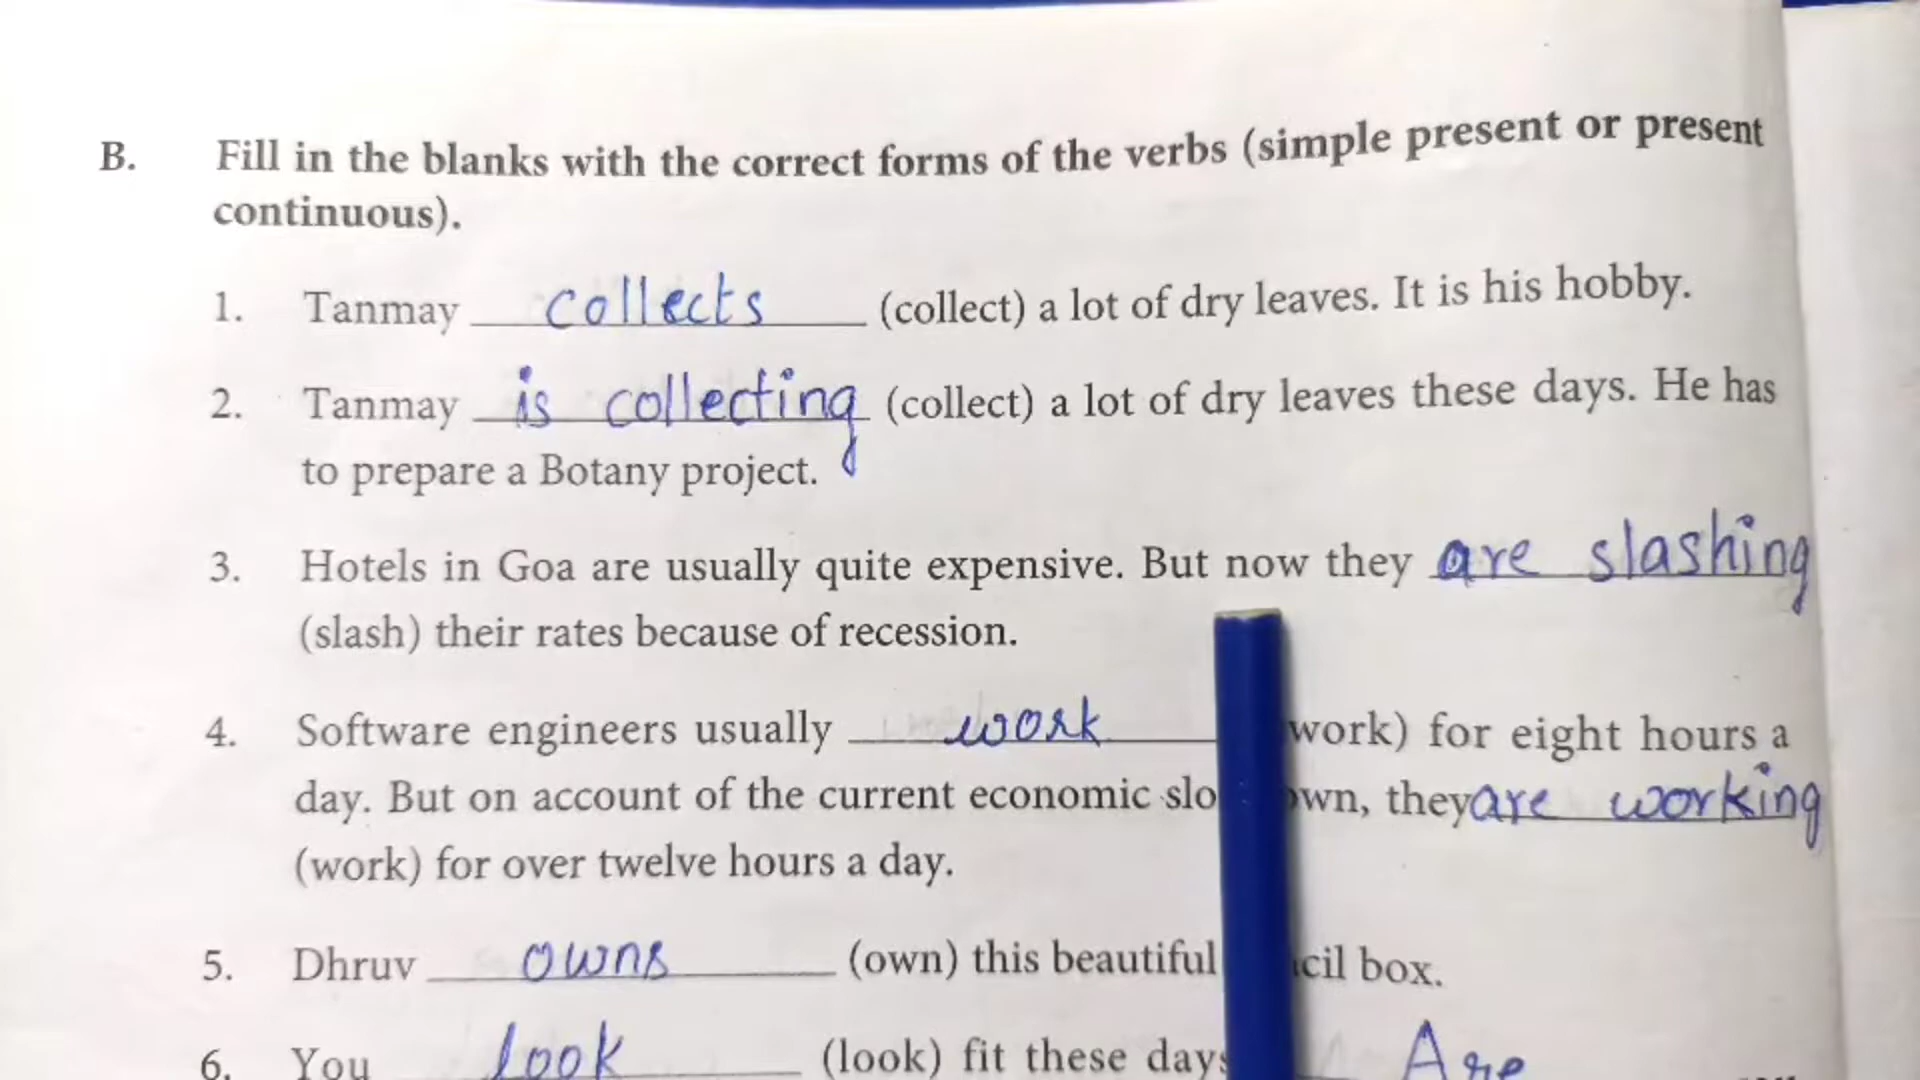 B. Fill in the blanks with the correct forms of the verbs (simple present or present
continuous).
1. Tanmay collects (collect) a lot of dry leaves. It is his hobby.
2. Tanmay is collecting (collect) a lot of dry leaves these days. He has
to prepare a Botany project.
3. Hotels in Goa are usually quite expensive. But now they are slashing
(slash) their rates because of recession.
4. Software engineers usually work work) for eight hours a
day. But on account of the current economic slo own, they are working
(work) for over twelve hours a day.
5. Dhruv owns (own) this beautiful cil box.
6. You look (look) fit these days Are